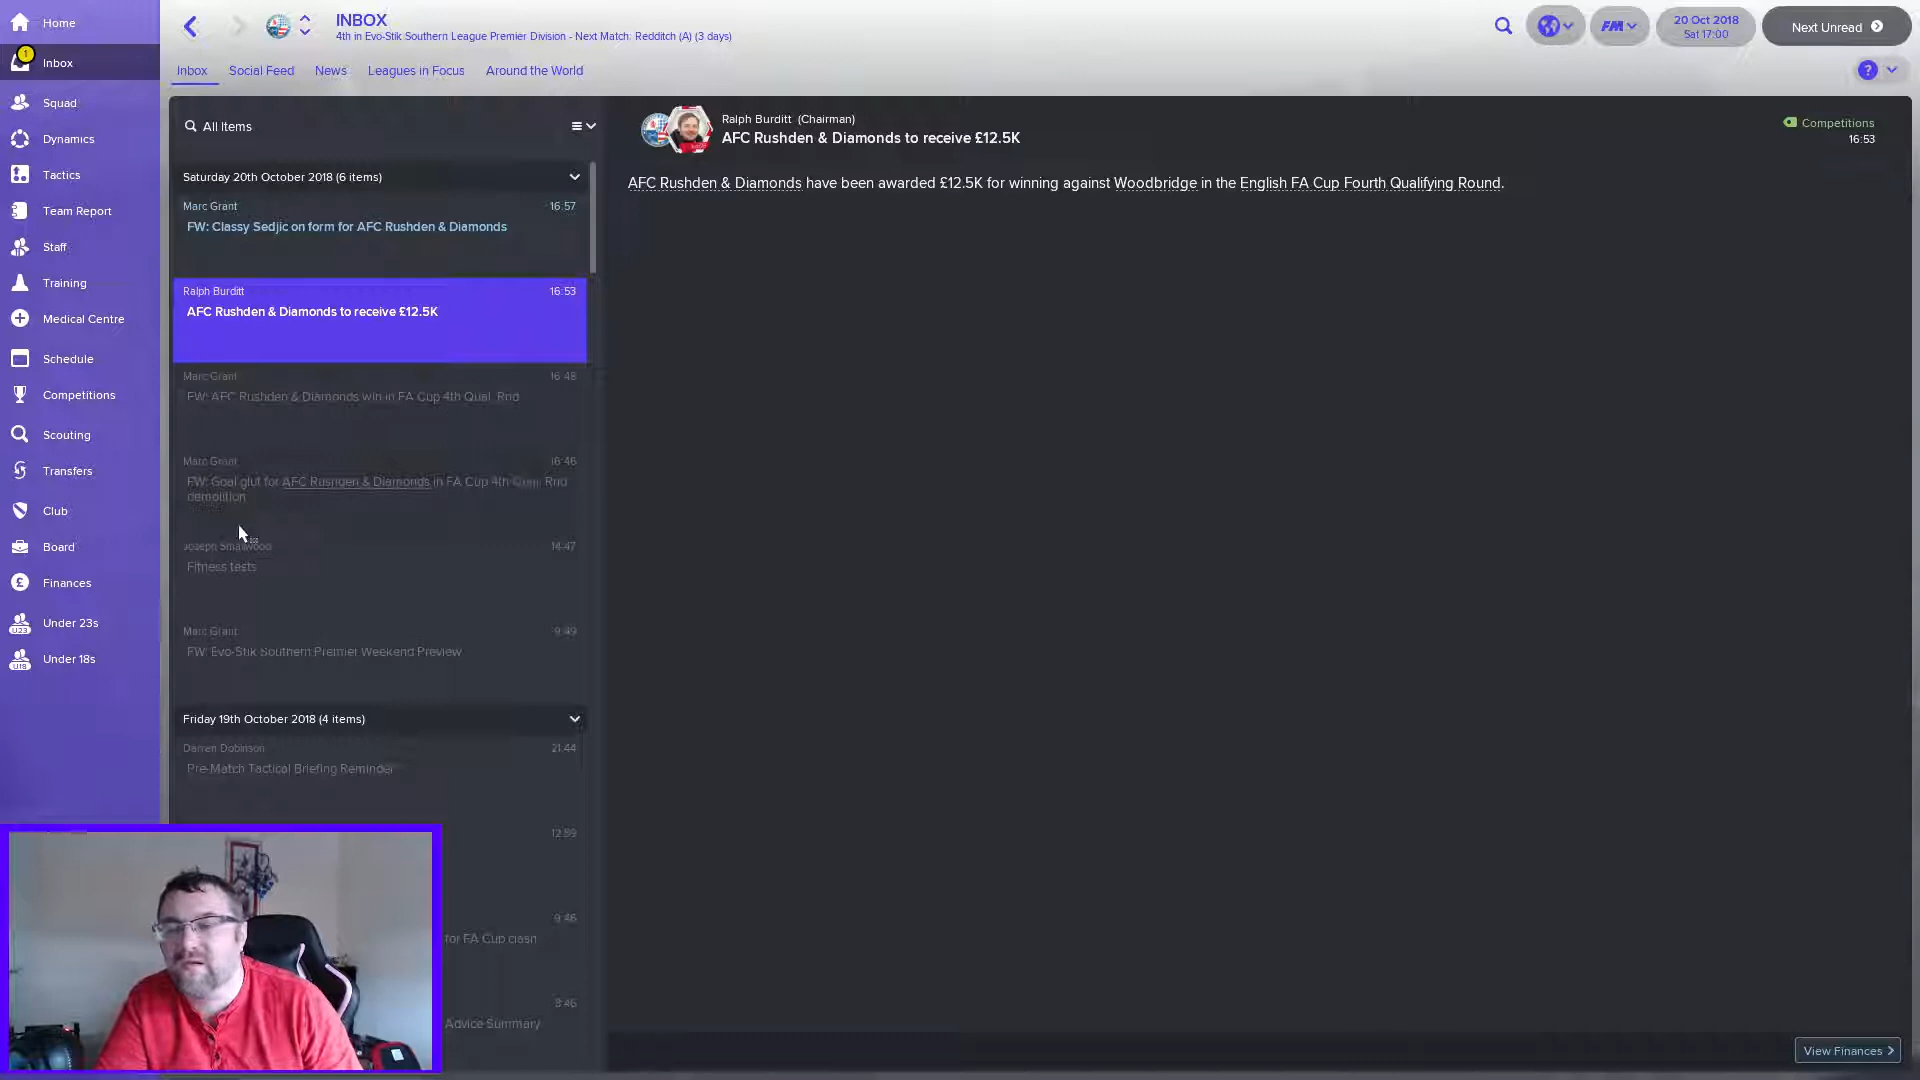 Home
1
Inbox
Squad
Dynamics
Tactics
Team Report
Staff
Training
Medical Centre
Schedule
Competitions
Scouting
Transfers
Club
Board
Finances
Under 23s
Under 18s
INBOX
4th in Evo-Stik Southern League Premier Division - Next Match: Redditch (A) (3 days)
FM
20 Oct 2018
Sat 17:00
Next Unread
Inbox
Social Feed
News
Leagues in Focus
Around the World
?
All Items
Saturday 20th October 2018 (6 items)
Marc Grant 16:57
FW: Classy Sedjic on form for AFC Rushden & Diamonds
Ralph Burditt 16:53
AFC Rushden & Diamonds to receive £12.5K
Marc Grant 16:48
FW: AFC Rushden & Diamonds win in FA Cup 4th Qual. Rnd
Marc Grant 16:46
FW: Goal glut for AFC Rushden & Diamonds in FA Cup 4th Qual. Rnd
demolition
Joseph Smallwood 14:47
Fitness tests
Marc Grant 9:49
FW: Evo-Stik Southern Premier Weekend Preview
Friday 19th October 2018 (4 items)
Darren Dobinson 21:44
Pre-Match Tactical Briefing Reminder
12:59
9:46
for FA Cup clash
8:46
Advice Summary
Ralph Burditt (Chairman)
AFC Rushden & Diamonds to receive £12.5K
Competitions
16:53
AFC Rushden & Diamonds have been awarded £12.5K for winning against Woodbridge in the English FA Cup Fourth Qualifying Round.
View Finances